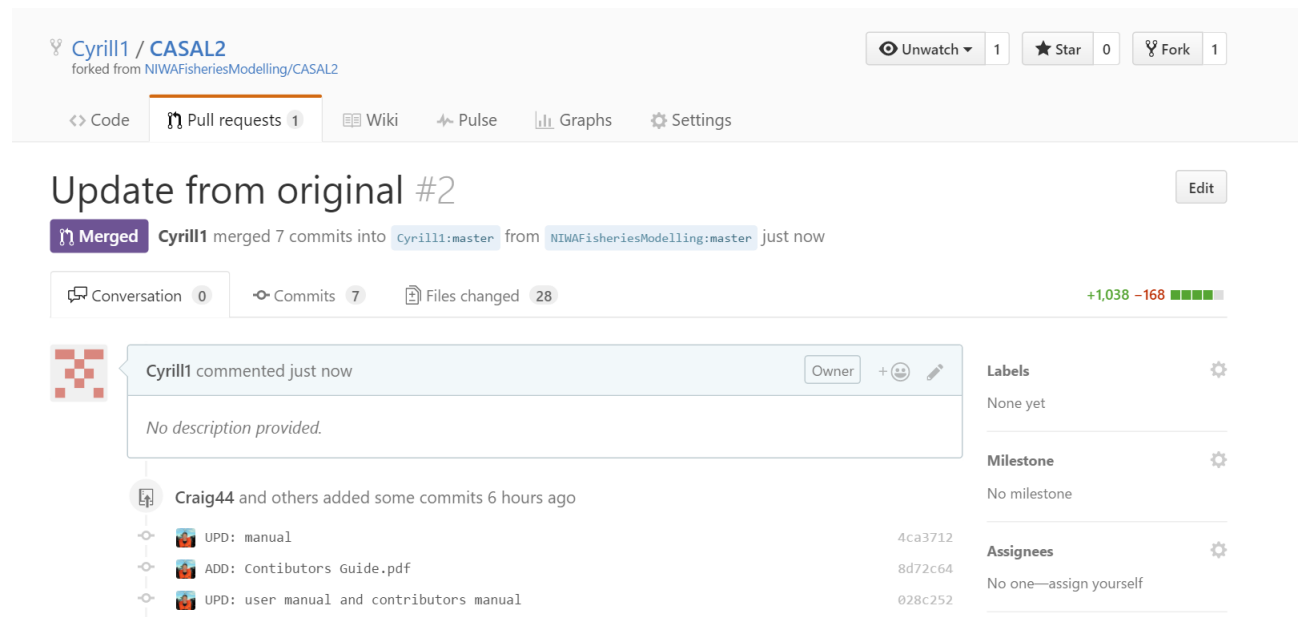 Cyrill1 / CASAL2
forked from NIWAFisheriesModelling/CASAL2
Unwatch 1 Star 0 Fork 1
Code Pull requests 1 Wiki Pulse Graphs Settings
Update from original #2
Edit
Merged Cyrill1 merged 7 commits into Cyrill1:master from NIWAFisheriesModelling:master just now
Conversation 0 Commits 7 Files changed 28 +1,038 −168
Cyrill1 commented just now Owner +
No description provided.
Craig44 and others added some commits 6 hours ago
UPD: manual 4ca3712
ADD: Contibutors Guide.pdf 8d72c64
UPD: user manual and contributors manual 028c252
Labels
None yet
Milestone
No milestone
Assignees
No one—assign yourself